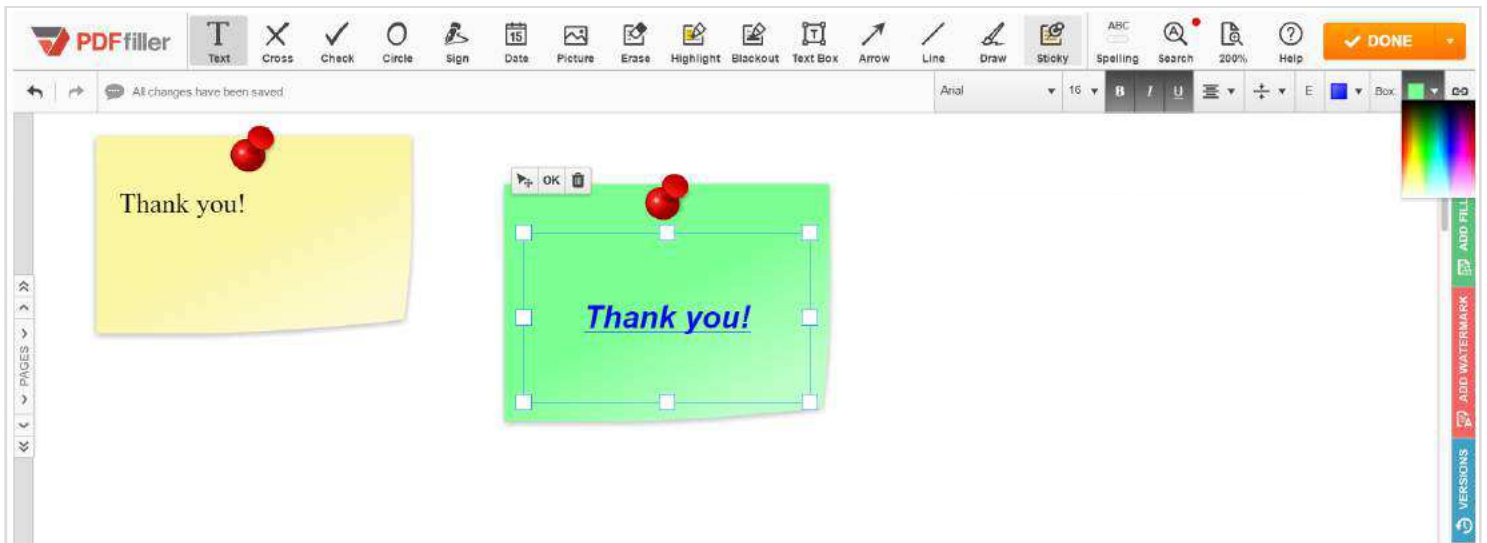 PDFfiller
Text Cross Check Circle Sign Date Picture Erase Highlight Blackout Text Box Arrow Line Draw Sticky Spelling Search 200% Help
15
T
ABC
DONE
All changes have been saved
Arial 16 B I U E Box:
Thank you!
OK
Thank you!
PAGES
ADD FILL
ADD WATERMARK
VERSIONS